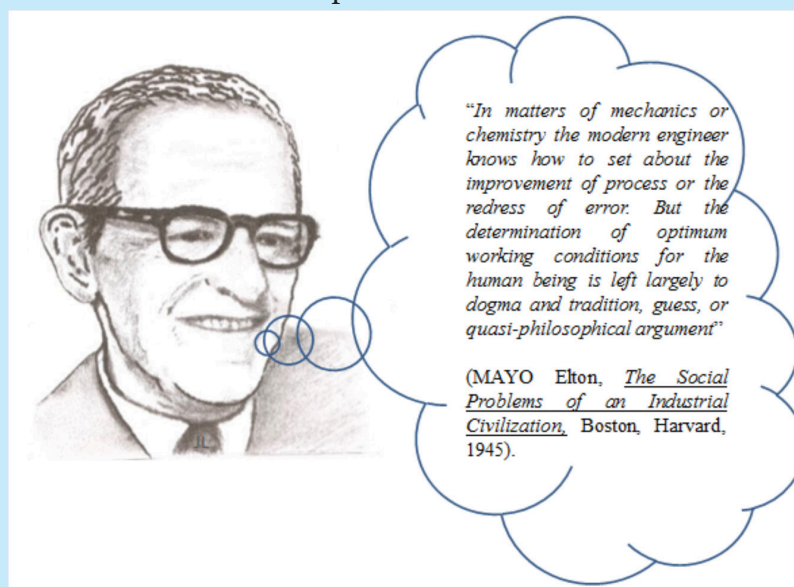 “In matters of mechanics or
chemistry the modern engineer
knows how to set about the
improvement of process or the
redress of error. But the
determination of optimum
working conditions for the
human being is left largely to
dogma and tradition, guess, or
quasi-philosophical argument”
(MAYO Elton, The Social
Problems of an Industrial
Civilization, Boston, Harvard,
1945).